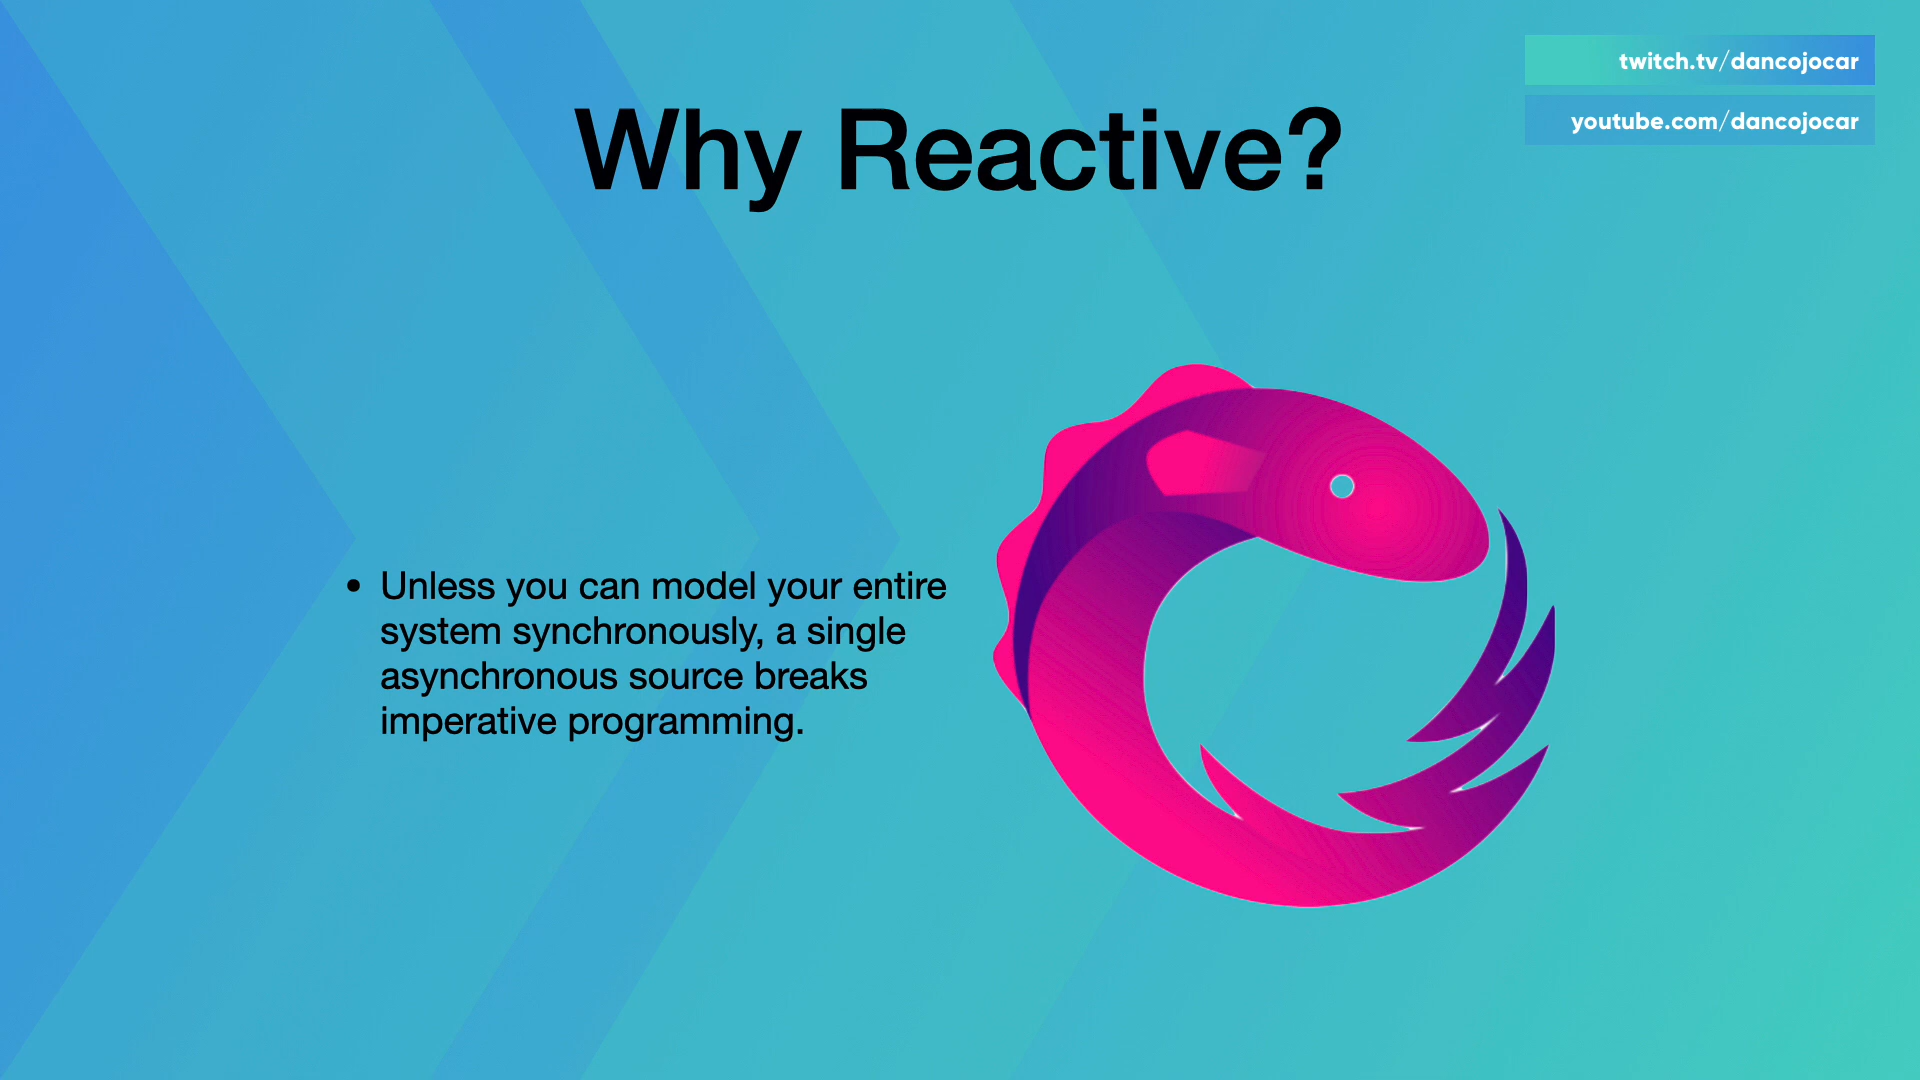 twitch.tv/dancojocar
youtube.com/dancojocar
Why Reactive?
• Unless you can model your entire
system synchronously, a single
asynchronous source breaks
imperative programming.